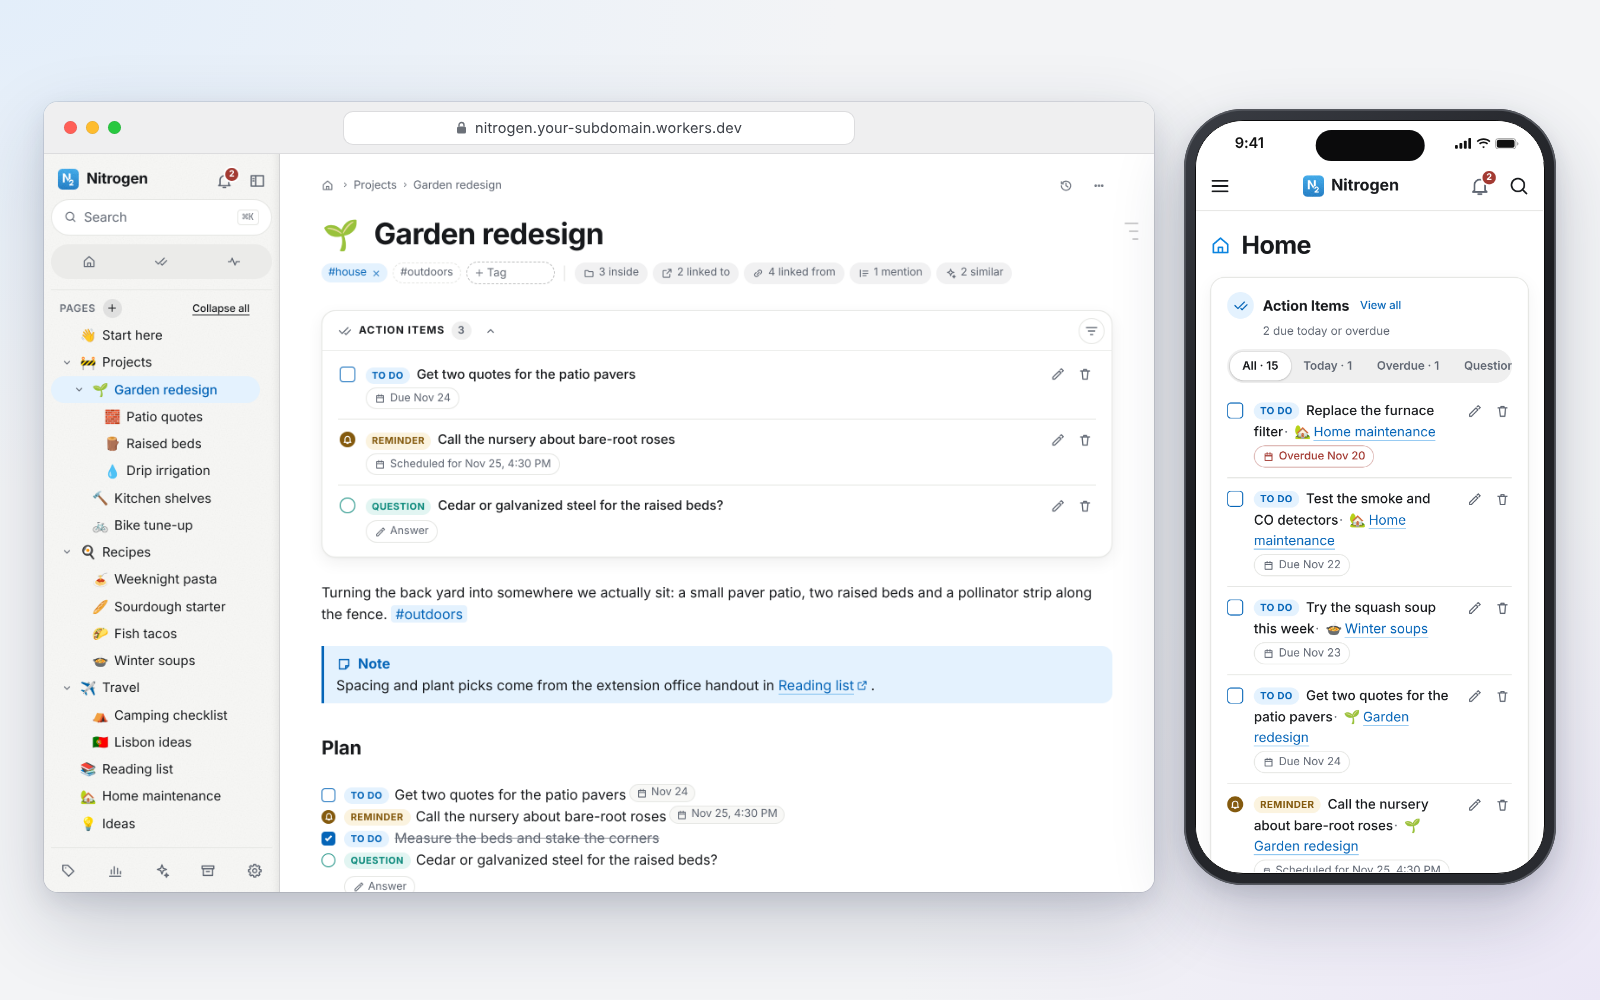 nitrogen.your-subdomain.workers.dev
N2 Nitrogen 2
Search ⌘K
PAGES + Collapse all
Start here
Projects
Garden redesign
Patio quotes
Raised beds
Drip irrigation
Kitchen shelves
Bike tune-up
Recipes
Weeknight pasta
Sourdough starter
Fish tacos
Winter soups
Travel
Camping checklist
Lisbon ideas
Reading list
Home maintenance
Ideas
Projects › Garden redesign
Garden redesign
#house × #outdoors + Tag 3 inside 2 linked to 4 linked from 1 mention 2 similar
ACTION ITEMS 3
TO DO Get two quotes for the patio pavers
Due Nov 24
REMINDER Call the nursery about bare-root roses
Scheduled for Nov 25, 4:30 PM
QUESTION Cedar or galvanized steel for the raised beds?
Answer
Turning the back yard into somewhere we actually sit: a small paver patio, two raised beds and a pollinator strip along
the fence. #outdoors
Note
Spacing and plant picks come from the extension office handout in Reading list .
Plan
TO DO Get two quotes for the patio pavers Nov 24
REMINDER Call the nursery about bare-root roses Nov 25, 4:30 PM
TO DO Measure the beds and stake the corners
QUESTION Cedar or galvanized steel for the raised beds?
Answer
9:41
N2 Nitrogen 2
Home
Action Items View all
2 due today or overdue
All · 15 Today · 1 Overdue · 1 Question
TO DO Replace the furnace
filter · Home maintenance
Overdue Nov 20
TO DO Test the smoke and
CO detectors · Home
maintenance
Due Nov 22
TO DO Try the squash soup
this week · Winter soups
Due Nov 23
TO DO Get two quotes for the
patio pavers · Garden
redesign
Due Nov 24
REMINDER Call the nursery
about bare-root roses ·
Garden redesign
Scheduled for Nov 25, 4:30 PM